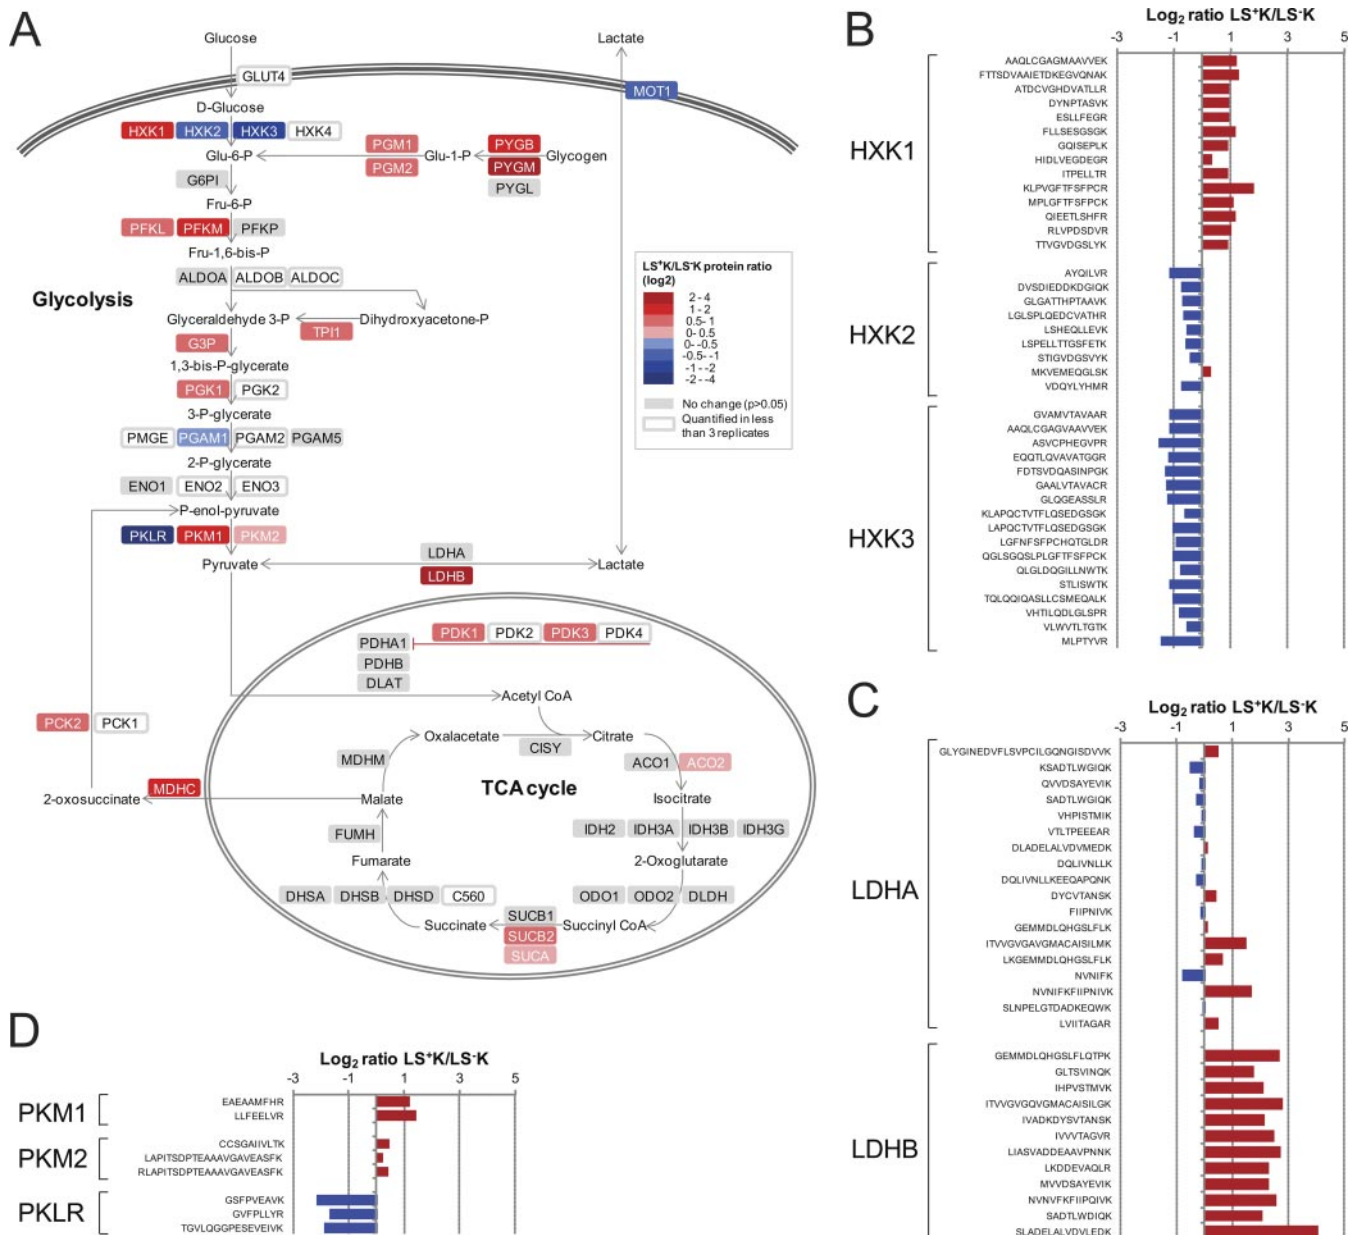 A
Glucose
Lactate
GLUT4
MOT1
D-Glucose
HXK1 HXK2 HXK3 HXK4
PGM1 PYGB
Glu-6-P Glu-1-P Glycogen
PGM2 PYGM
G6PI PYGL
Fru-6-P
PFKL PFKM PFKP
Fru-1,6-bis-P
ALDOA ALDOB ALDOC
Glycolysis
Glyceraldehyde 3-P Dihydroxyacetone-P
TPI1
G3P
1,3-bis-P-glycerate
PGK1 PGK2
3-P-glycerate
PMGE PGAM1 PGAM2 PGAM5
2-P-glycerate
ENO1 ENO2 ENO3
P-enol-pyruvate
PKLR PKM1 PKM2
LDHA
Pyruvate Lactate
LDHB
LS+K/LS-K protein ratio
(log2)
2 - 4
1 - 2
0.5- 1
0- 0.5
0- -0.5
-0.5- -1
-1- -2
-2- -4
No change (p>0.05)
Quantified in less
than 3 replicates
PDK1 PDK2 PDK3 PDK4
PDHA1
PDHB
DLAT
Acetyl CoA
PCK2 PCK1
Oxalacetate Citrate
CISY
MDHM ACO1 ACO2
TCA cycle
MDHC
2-oxosuccinate Malate Isocitrate
FUMH IDH2 IDH3A IDH3B IDH3G
Fumarate 2-Oxoglutarate
DHSA DHSB DHSD C560 ODO1 ODO2 DLDH
SUCB1
Succinate Succinyl CoA
SUCB2
SUCA
B
Log2 ratio LS+K/LS-K
-3 -1 1 3 5
HXK1
AAQLCGAGMAAVVEK
FTTSDVAAIETDKEGVQNAK
ATDCVGHDVATLLR
DYNPTASVK
ESLLFEGR
FLLSESGSGK
GQISEPLK
HIDLVEGDEGR
ITPELLTR
KLPVGFTFSFPCR
MPLGFTFSFPCK
QIEETLSHFR
RLVPDSDVR
TTVGVDGSLYK
HXK2
AYQILVR
DVSDIEDDKDGIQK
GLGATTHPTAAVK
LGLSPLQEDCVATHR
LSHEQLLEVK
LSPELLTTGSFETK
STIGVDGSVYK
MKVEMEQGLSK
VDQYLYHMR
HXK3
GVAMVTAVAAR
AAQLCGAGVAAVVEK
ASVCPHEGVPR
EQQTLQVAVATGGR
FDTSVDQASINPGK
GAALVTAVACR
GLQGEASSLR
KLAPQCTVTFLQSEDGSGK
LAPQCTVTFLQSEDGSGK
LGFNFSFPCHQTGLDR
QGLSGQSLPLGFTFSFPCK
QLGLDQGILLNWTK
STLISWTK
TQLQQIQASLLCSMEQALK
VHTILQDLGLSPR
VLWVTLTGTK
MLPTYVR
C
Log2 ratio LS+K/LS-K
-3 -1 1 3 5
LDHA
GLYGINEDVFLSVPCILGQNGISDVVK
KSADTLWGIQK
QVVDSAYEVIK
SADTLWGIQK
VHPISTMIK
VTLTPEEEAR
DLADELALVDVMEDK
DQLIVNLLK
DQLIVNLLKEEQAPQNK
DYCVTANSK
FIIPNIVK
GEMMDLQHGSLFLK
ITVVGVGAVGMACAISILMK
LKGEMMDLQHGSLFLK
NVNIFK
NVNIFKFIIPNIVK
SLNPELGTDADKEQWK
LVIITAGAR
LDHB
GEMMDLQHGSLFLQTPK
GLTSVINQK
IHPVSTMVK
ITVVGVGQVGMACAISILGK
IVADKDYSVTANSK
IVVVTAGVR
LIASVADDEAAVPNNK
LKDDEVAQLR
MVVDSAYEVIK
NVNVFKFIIPQIVK
SADTLWDIQK
SLADELALVDVLEDK
D
Log2 ratio LS+K/LS-K
-3 -1 1 3 5
PKM1
EAEAAMFHR
LLFEELVR
PKM2
CCSGAIIVLTK
LAPITSDPTEAAAVGAVEASFK
RLAPITSDPTEAAAVGAVEASFK
PKLR
GSFPVEAVK
GVFPLLYR
TGVLQGGPESEVEIVK